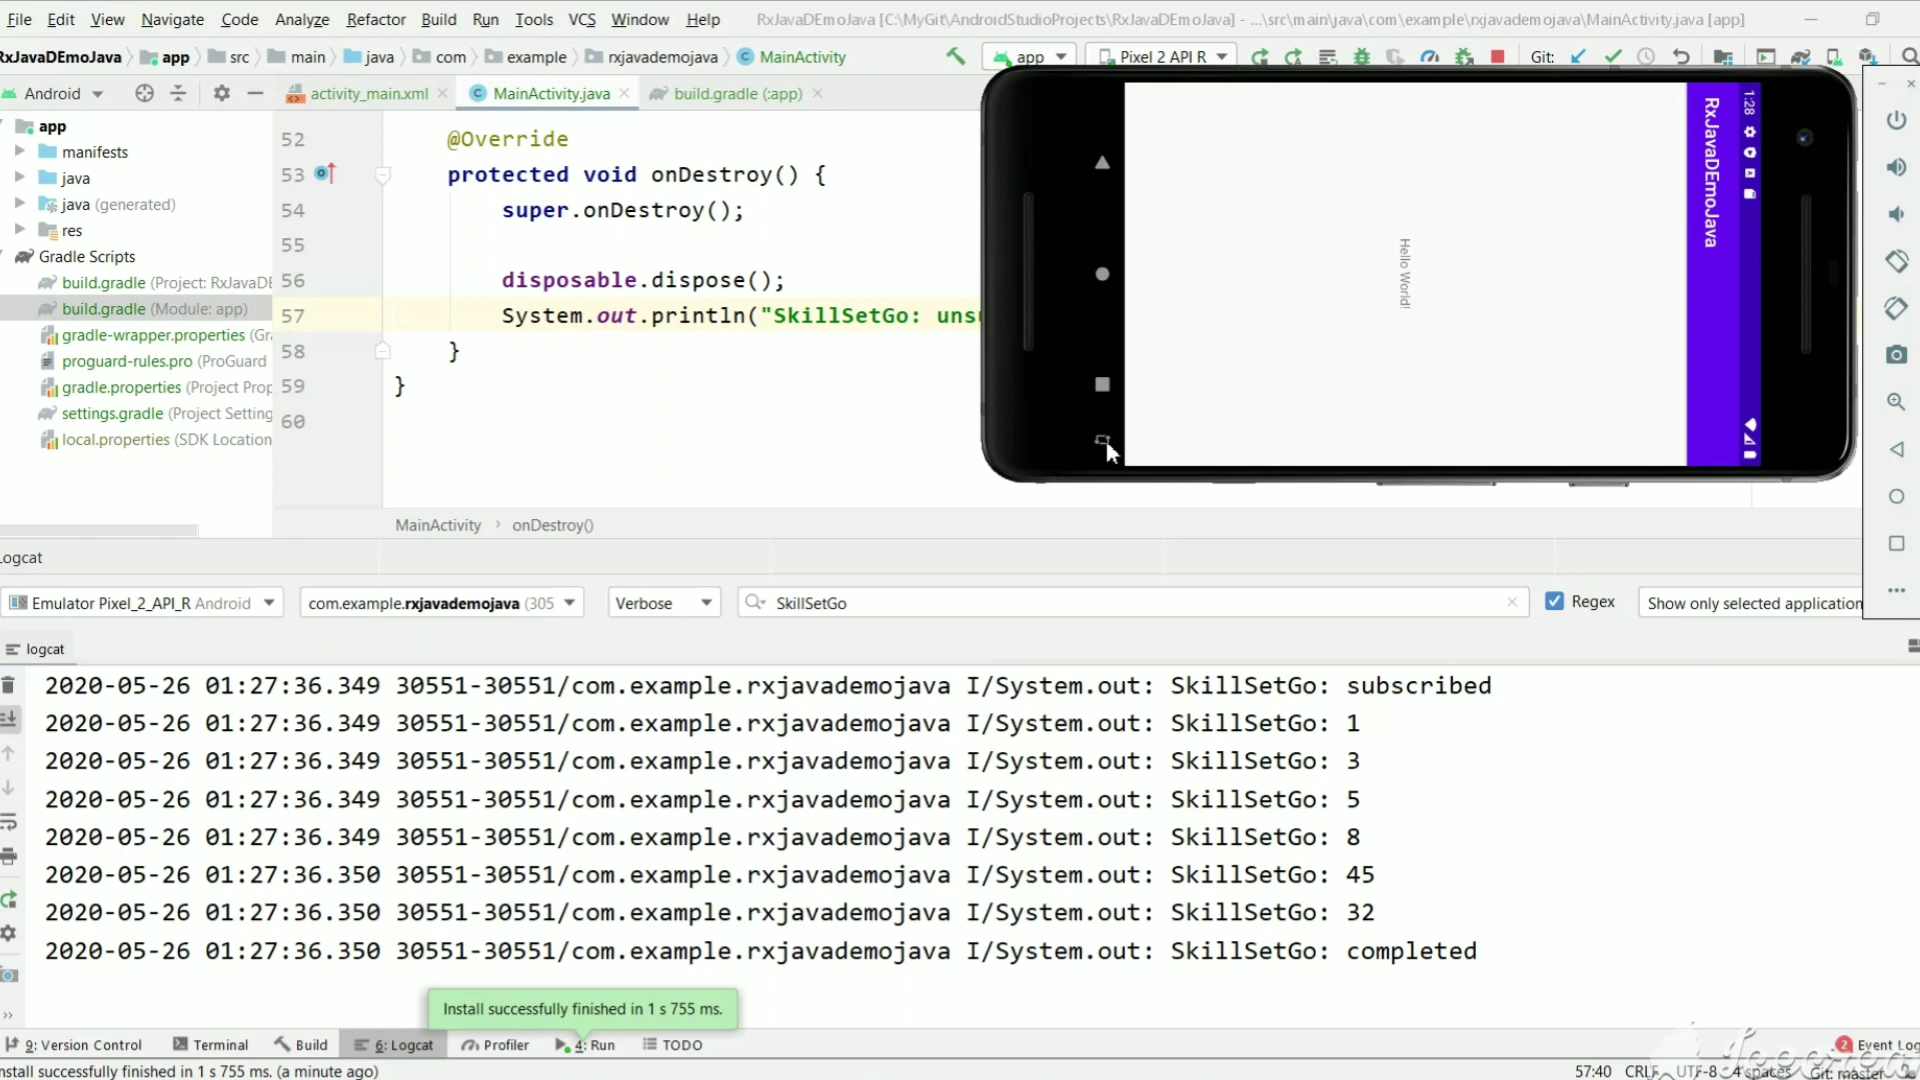 File Edit View Navigate Code Analyze Refactor Build Run Tools VCS Window Help RxJavaDEmoJava [C:\MyGit\AndroidStudioProjects\RxJavaDEmoJava] - ...\src\main\java\com\example\rxjavademojava\MainActivity.java [app]
RxJavaDEmoJava app src main java com example rxjavademojava MainActivity app Pixel 2 API R Git:
Android activity_main.xml MainActivity.java build.gradle (:app)
app
manifests
java
java (generated)
res
Gradle Scripts
build.gradle (Project: RxJavaDE
build.gradle (Module: app)
gradle-wrapper.properties (Gra
proguard-rules.pro (ProGuard
gradle.properties (Project Prop
settings.gradle (Project Setting
local.properties (SDK Location
52 @Override
53 protected void onDestroy() {
54 super.onDestroy();
55
56 disposable.dispose();
57 System.out.println("SkillSetGo: uns
58 }
59 }
60
1:28
RxJavaDEmoJava
Hello World!
MainActivity › onDestroy()
Logcat
Emulator Pixel_2_API_R Android com.example.rxjavademojava (305 Verbose SkillSetGo Regex Show only selected application
logcat
2020-05-26 01:27:36.349 30551-30551/com.example.rxjavademojava I/System.out: SkillSetGo: subscribed
2020-05-26 01:27:36.349 30551-30551/com.example.rxjavademojava I/System.out: SkillSetGo: 1
2020-05-26 01:27:36.349 30551-30551/com.example.rxjavademojava I/System.out: SkillSetGo: 3
2020-05-26 01:27:36.349 30551-30551/com.example.rxjavademojava I/System.out: SkillSetGo: 5
2020-05-26 01:27:36.349 30551-30551/com.example.rxjavademojava I/System.out: SkillSetGo: 8
2020-05-26 01:27:36.350 30551-30551/com.example.rxjavademojava I/System.out: SkillSetGo: 45
2020-05-26 01:27:36.350 30551-30551/com.example.rxjavademojava I/System.out: SkillSetGo: 32
2020-05-26 01:27:36.350 30551-30551/com.example.rxjavademojava I/System.out: SkillSetGo: completed
Install successfully finished in 1 s 755 ms.
9: Version Control Terminal Build 6: Logcat Profiler 4: Run TODO 2 Event Log
nstall successfully finished in 1 s 755 ms. (a minute ago) 57:40 CRLF UTF-8 4 spaces Git: master